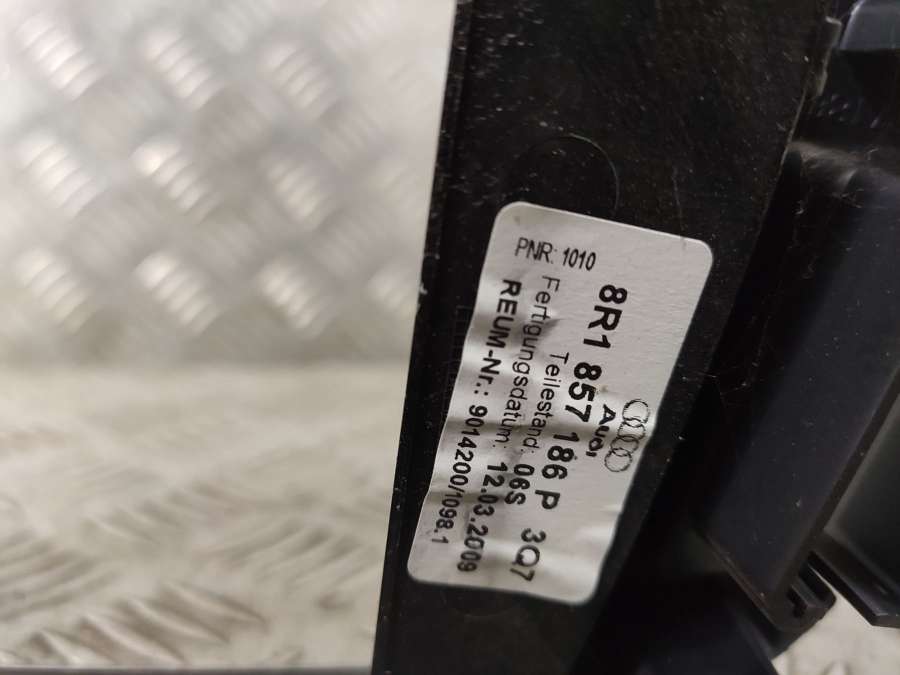 Audi
8R1 857 186 P 3Q7
Teilestand: 06S
PNR: 1010
Fertigungsdatum: 12.03.2009
REUM-Nr.: 9014200/1098.1